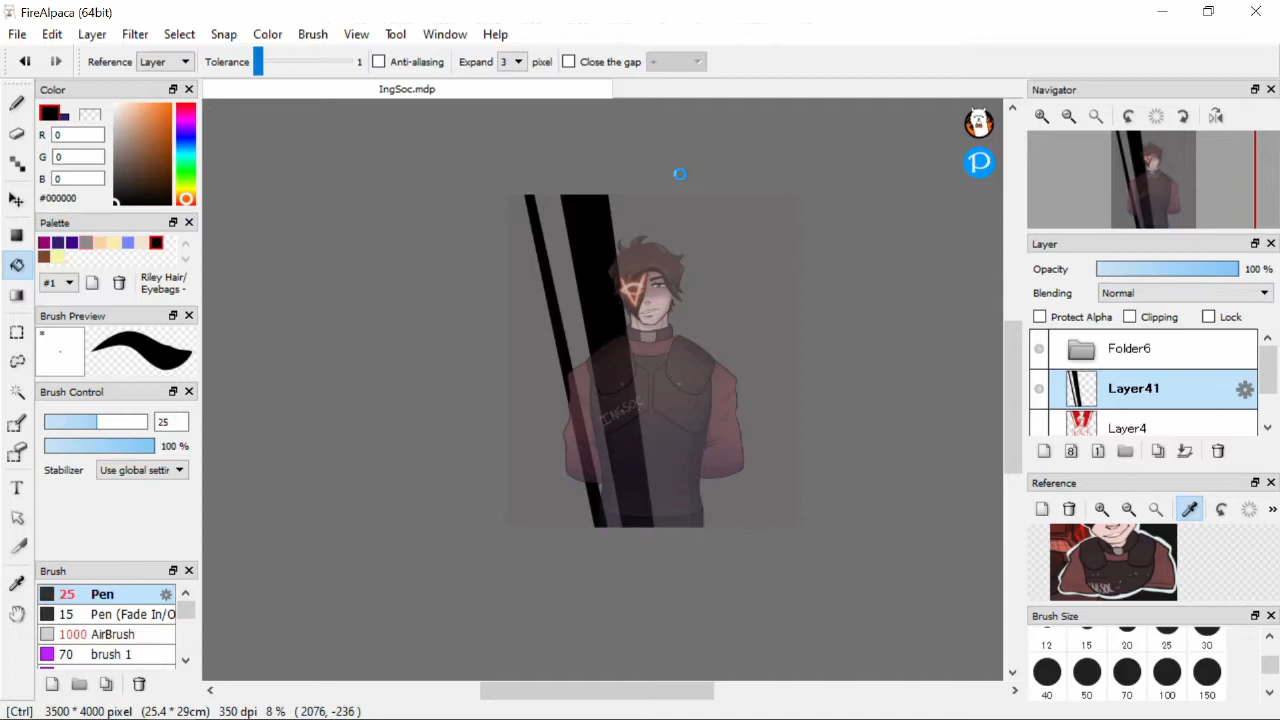 FireAlpaca (64bit)
File Edit Layer Filter Select Snap Color Brush View Tool Window Help
Reference Layer Tolerance 1 Anti-aliasing Expand 3 pixel Close the gap +
Color
IngSoc.mdp
Navigator
R 0
G 0
B 0
#000000
Palette
#1
Riley Hair/
Eyebags -
Brush Preview
*
Brush Control
25
100 %
Stabilizer Use global settir
Brush
25 Pen
15 Pen (Fade In/O
1000 AirBrush
70 brush 1
INGSOC
P
Layer
Opacity 100 %
Blending Normal
Protect Alpha Clipping Lock
Folder6
Layer41
Layer4
8 1
Reference
»
Brush Size
12 15 20 25 30
40 50 70 100 150
[Ctrl] 3500 * 4000 pixel (25.4 * 29cm) 350 dpi 8 % ( 2076, -236 )